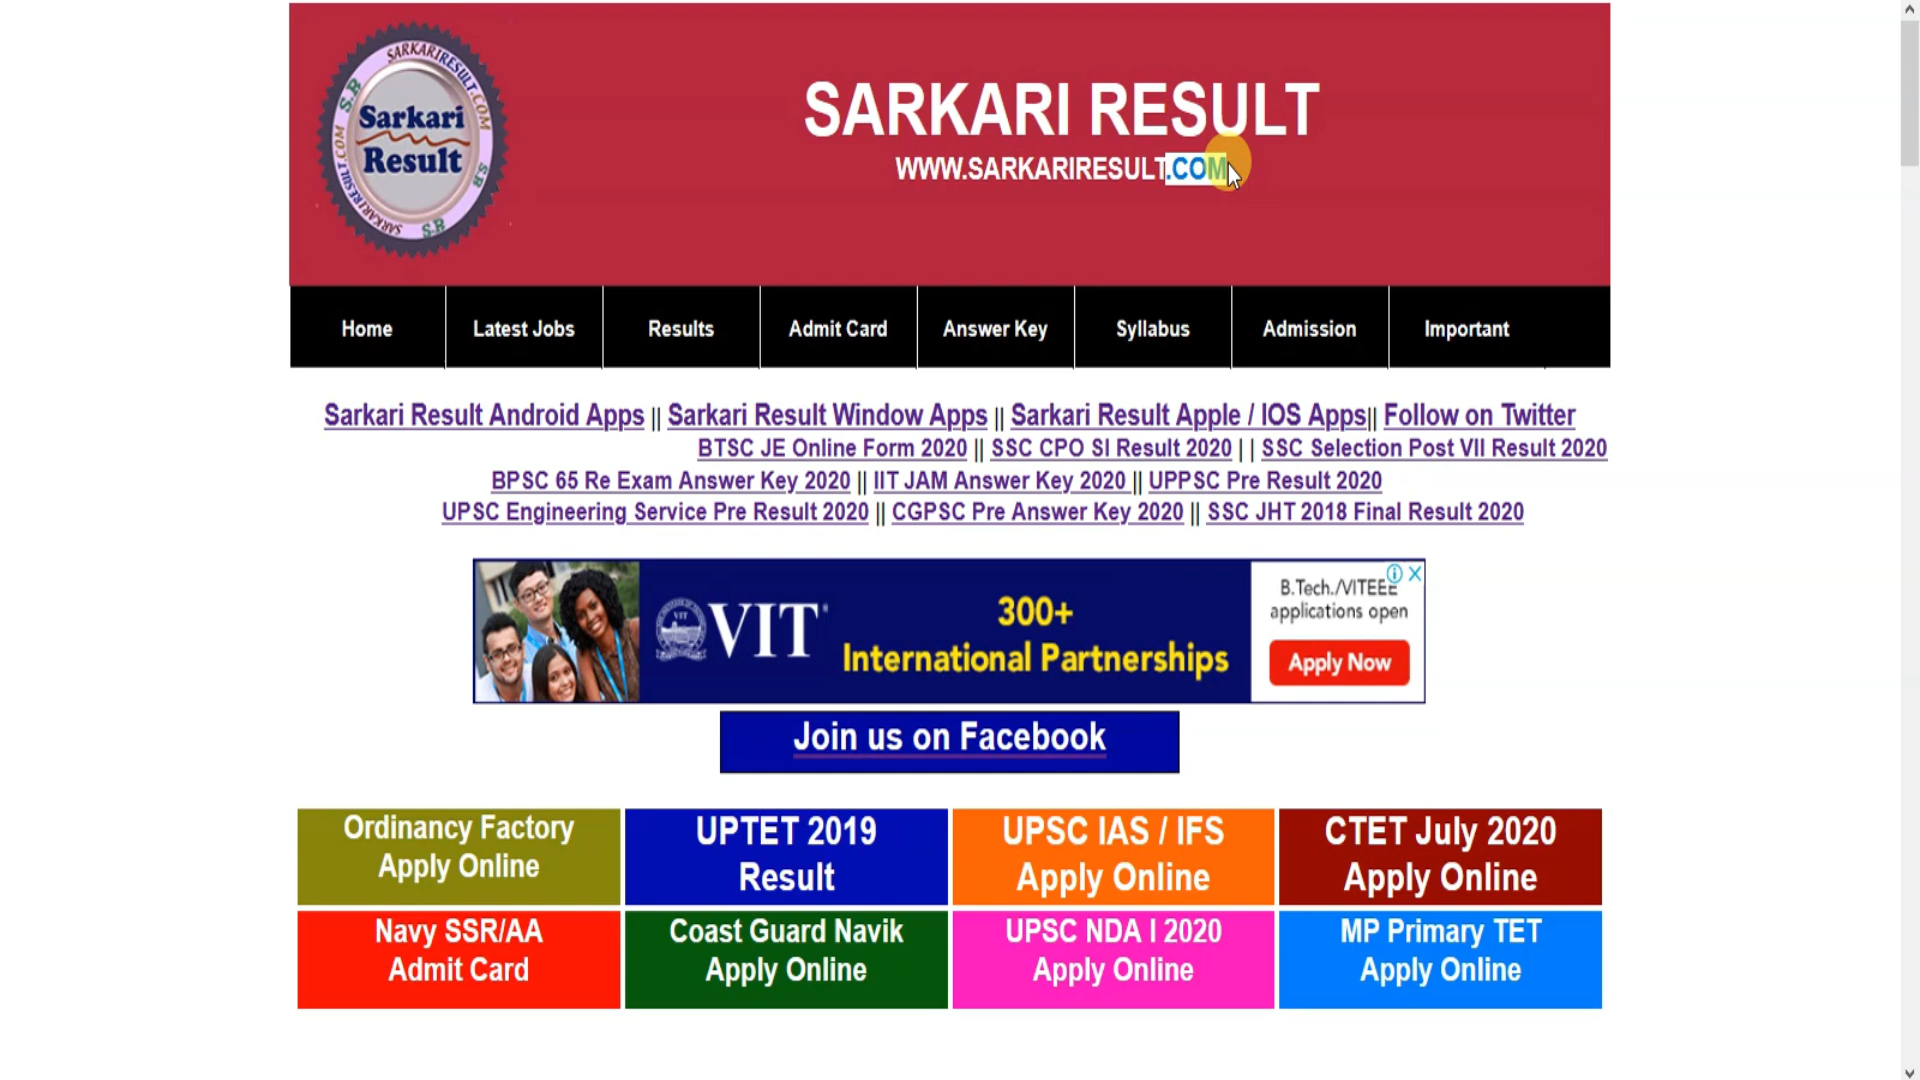 SARKARIRESULT.COM
S.B
Sarkari
Result
SARKARIRESULT.COM
S.B
SARKARI RESULT
WWW.SARKARIRESULT.COM
Home
Latest Jobs
Results
Admit Card
Answer Key
Syllabus
Admission
Important
Sarkari Result Android Apps || Sarkari Result Window Apps || Sarkari Result Apple / IOS Apps|| Follow on Twitter
BTSC JE Online Form 2020 || SSC CPO SI Result 2020 | | SSC Selection Post VII Result 2020
BPSC 65 Re Exam Answer Key 2020 || IIT JAM Answer Key 2020 || UPPSC Pre Result 2020
UPSC Engineering Service Pre Result 2020 || CGPSC Pre Answer Key 2020 || SSC JHT 2018 Final Result 2020
VIT
VIT
300+
International Partnerships
B.Tech./VITEEE
applications open
Apply Now
Join us on Facebook
Ordinancy Factory
Apply Online
UPTET 2019
Result
UPSC IAS / IFS
Apply Online
CTET July 2020
Apply Online
Navy SSR/AA
Admit Card
Coast Guard Navik
Apply Online
UPSC NDA I 2020
Apply Online
MP Primary TET
Apply Online